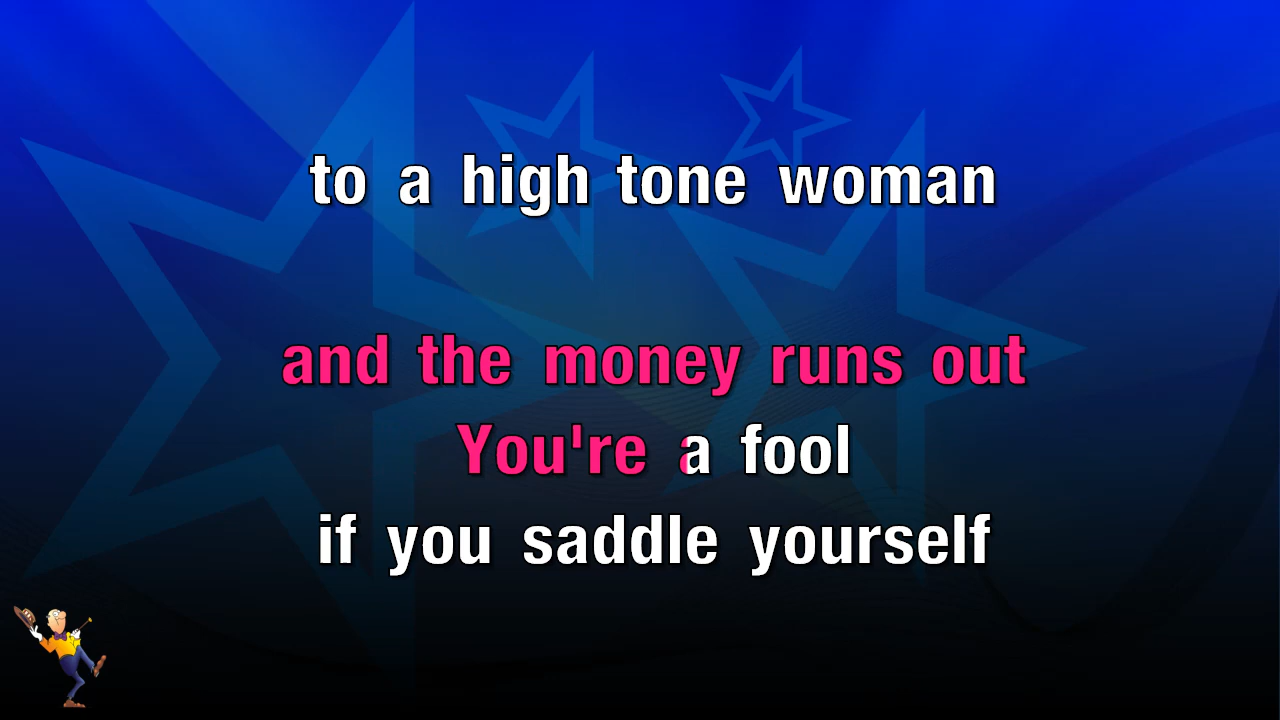 to a high tone woman
and the money runs out
You're a fool
if you saddle yourself